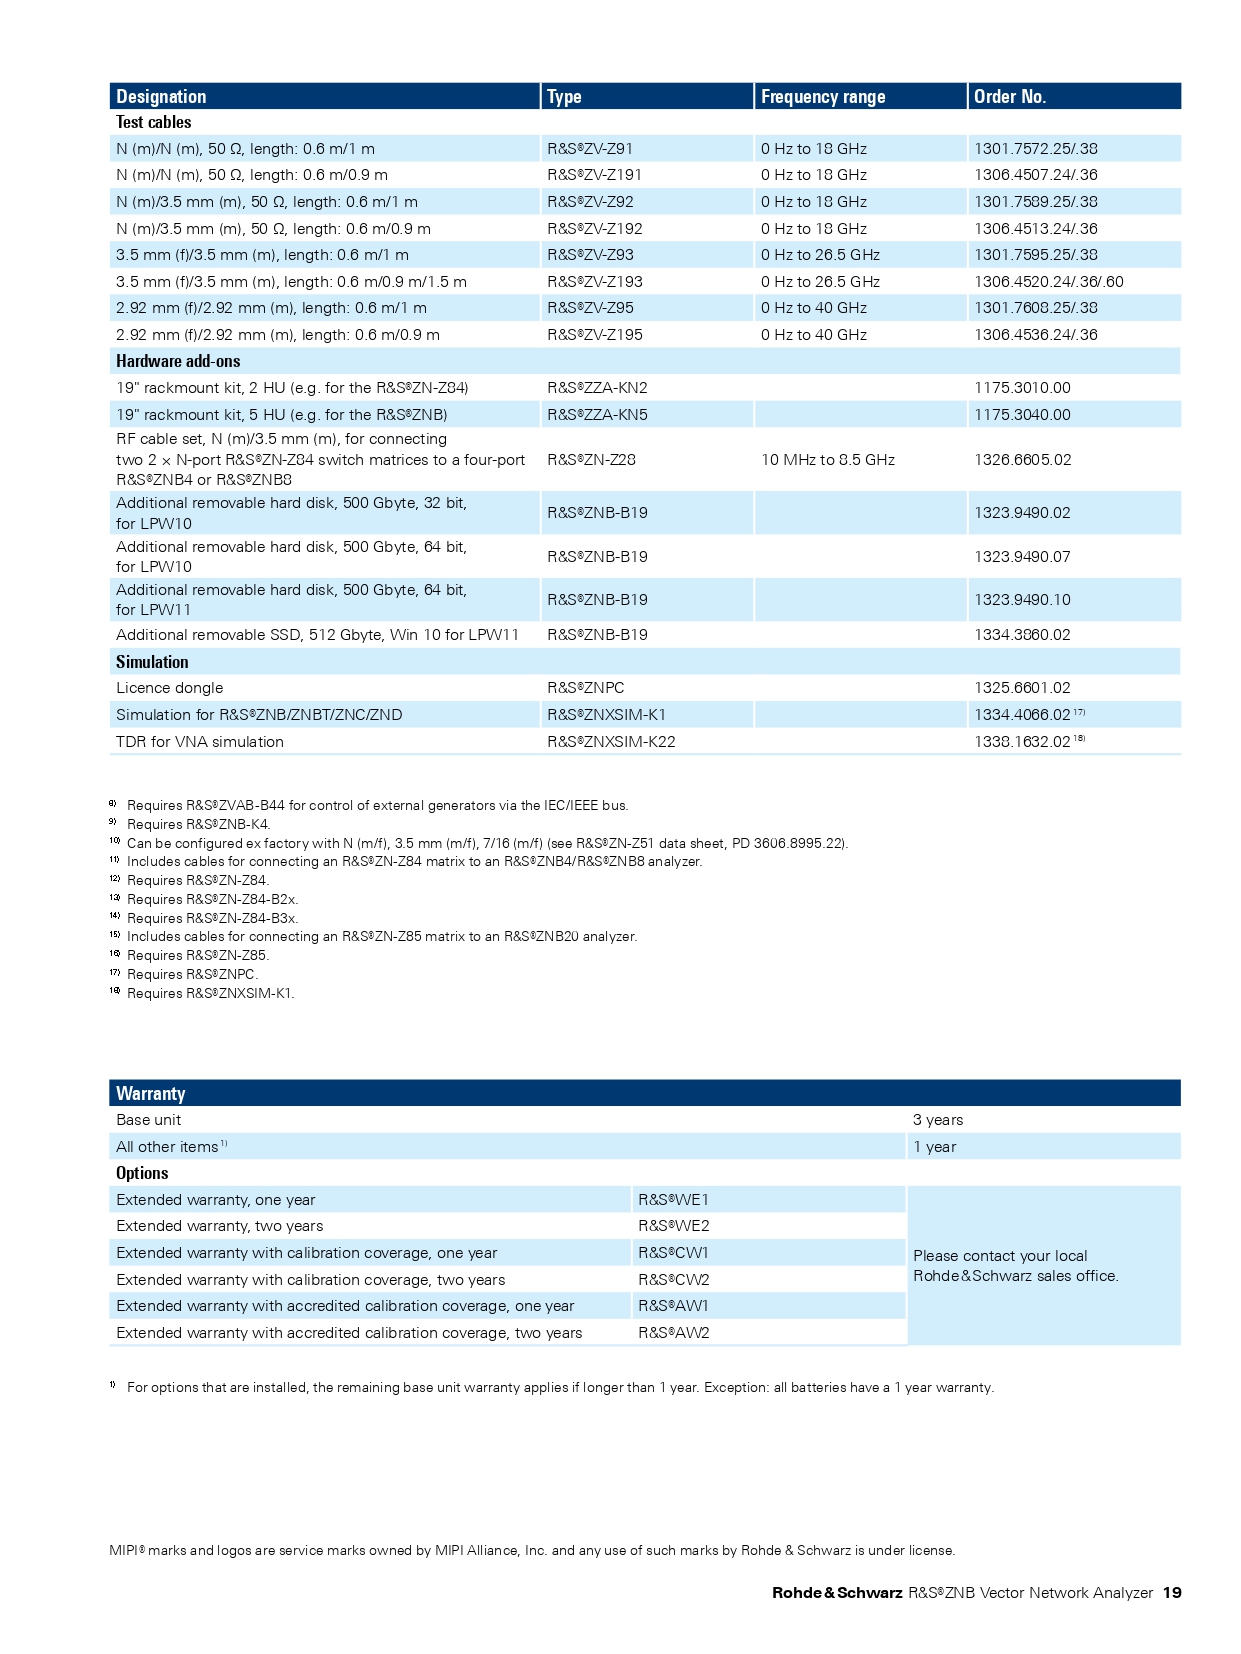 Designation Type Frequency range Order No.
Test cables
N (m)/N (m), 50 Ω, length: 0.6 m/1 m R&S®ZV-Z91 0 Hz to 18 GHz 1301.7572.25/.38
N (m)/N (m), 50 Ω, length: 0.6 m/0.9 m R&S®ZV-Z191 0 Hz to 18 GHz 1306.4507.24/.36
N (m)/3.5 mm (m), 50 Ω, length: 0.6 m/1 m R&S®ZV-Z92 0 Hz to 18 GHz 1301.7589.25/.38
N (m)/3.5 mm (m), 50 Ω, length: 0.6 m/0.9 m R&S®ZV-Z192 0 Hz to 18 GHz 1306.4513.24/.36
3.5 mm (f)/3.5 mm (m), length: 0.6 m/1 m R&S®ZV-Z93 0 Hz to 26.5 GHz 1301.7595.25/.38
3.5 mm (f)/3.5 mm (m), length: 0.6 m/0.9 m/1.5 m R&S®ZV-Z193 0 Hz to 26.5 GHz 1306.4520.24/.36/.60
2.92 mm (f)/2.92 mm (m), length: 0.6 m/1 m R&S®ZV-Z95 0 Hz to 40 GHz 1301.7608.25/.38
2.92 mm (f)/2.92 mm (m), length: 0.6 m/0.9 m R&S®ZV-Z195 0 Hz to 40 GHz 1306.4536.24/.36
Hardware add-ons
19" rackmount kit, 2 HU (e.g. for the R&S®ZN-Z84) R&S®ZZA-KN2 1175.3010.00
19" rackmount kit, 5 HU (e.g. for the R&S®ZNB) R&S®ZZA-KN5 1175.3040.00
RF cable set, N (m)/3.5 mm (m), for connecting
two 2 × N-port R&S®ZN-Z84 switch matrices to a four-port R&S®ZN-Z28 10 MHz to 8.5 GHz 1326.6605.02
R&S®ZNB4 or R&S®ZNB8
Additional removable hard disk, 500 Gbyte, 32 bit,
for LPW10 R&S®ZNB-B19 1323.9490.02
Additional removable hard disk, 500 Gbyte, 64 bit,
for LPW10 R&S®ZNB-B19 1323.9490.07
Additional removable hard disk, 500 Gbyte, 64 bit,
for LPW11 R&S®ZNB-B19 1323.9490.10
Additional removable SSD, 512 Gbyte, Win 10 for LPW11 R&S®ZNB-B19 1334.3860.02
Simulation
Licence dongle R&S®ZNPC 1325.6601.02
Simulation for R&S®ZNB/ZNBT/ZNC/ZND R&S®ZNXSIM-K1 1334.4066.02 17)
TDR for VNA simulation R&S®ZNXSIM-K22 1338.1632.02 18)
8) Requires R&S®ZVAB-B44 for control of external generators via the IEC/IEEE bus.
9) Requires R&S®ZNB-K4.
10) Can be configured ex factory with N (m/f), 3.5 mm (m/f), 7/16 (m/f) (see R&S®ZN-Z51 data sheet, PD 3606.8995.22).
11) Includes cables for connecting an R&S®ZN-Z84 matrix to an R&S®ZNB4/R&S®ZNB8 analyzer.
12) Requires R&S®ZN-Z84.
13) Requires R&S®ZN-Z84-B2x.
14) Requires R&S®ZN-Z84-B3x.
15) Includes cables for connecting an R&S®ZN-Z85 matrix to an R&S®ZNB20 analyzer.
16) Requires R&S®ZN-Z85.
17) Requires R&S®ZNPC.
18) Requires R&S®ZNXSIM-K1.
Warranty
Base unit 3 years
All other items 1) 1 year
Options
Extended warranty, one year R&S®WE1
Extended warranty, two years R&S®WE2
Extended warranty with calibration coverage, one year R&S®CW1
Please contact your local
Rohde & Schwarz sales office.
Extended warranty with calibration coverage, two years R&S®CW2
Extended warranty with accredited calibration coverage, one year R&S®AW1
Extended warranty with accredited calibration coverage, two years R&S®AW2
1) For options that are installed, the remaining base unit warranty applies if longer than 1 year. Exception: all batteries have a 1 year warranty.
MIPI® marks and logos are service marks owned by MIPI Alliance, Inc. and any use of such marks by Rohde & Schwarz is under license.
Rohde & Schwarz R&S®ZNB Vector Network Analyzer 19